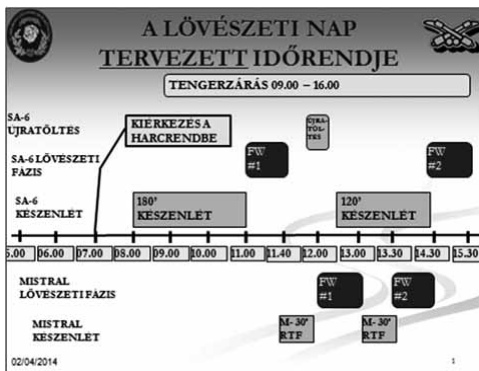 A LÖVÉSZETI NAP
TERVEZETT IDŐRENDJE
TENGERZÁRÁS 09.00 – 16.00
SA-6
ÚJRATÖLTÉS
KIÉRKEZÉS A
HARCRENDBE
ÚJRA-
TÖL-
TÉS
SA-6 LÖVÉSZETI
FÁZIS
FW
#1
FW
#2
SA-6
KÉSZENLÉT
180’
KÉSZENLÉT
120’
KÉSZENLÉT
5.00 06.00 07.00 08.00 09.00 10.00 11.00 11.40 12.00 13.00 13.30 14.30 15.30
MISTRAL
LÖVÉSZETI FÁZIS
FW
#1
FW
#2
MISTRAL
KÉSZENLÉT
M- 30’
RTF
M- 30’
RTF
02/04/2014
1